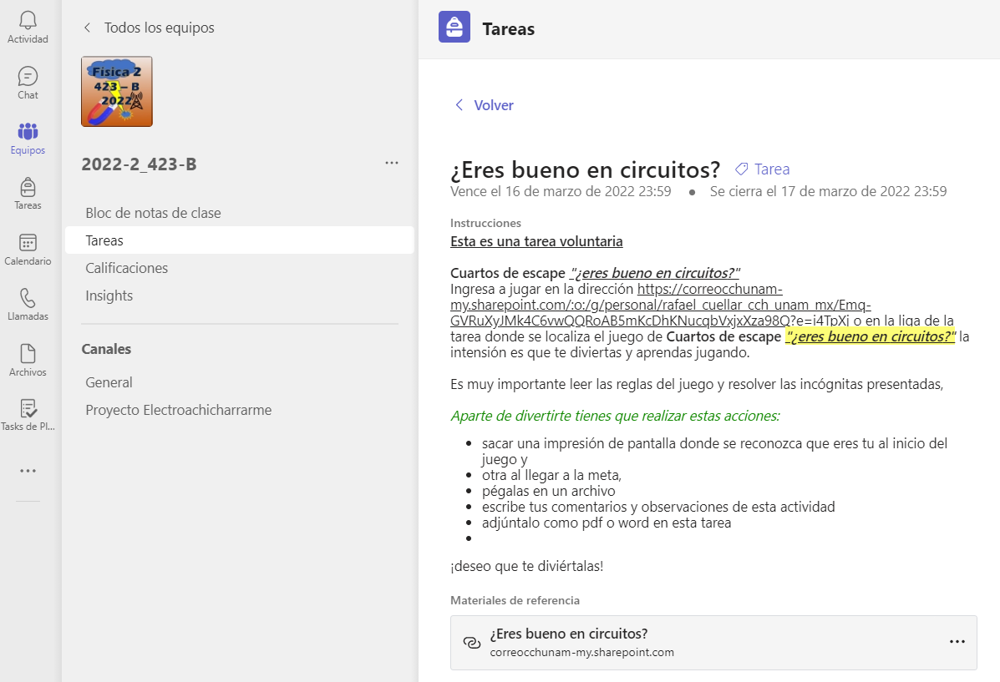 Actividad
Chat
Equipos
Tareas
Calendario
Llamadas
Archivos
Tasks de Pl...
Todos los equipos
Fisica 2
423 – B
2022
2022-2_423-B
Bloc de notas de clase
Tareas
Calificaciones
Insights
Canales
General
Proyecto Electroachicharrarme
Tareas
Volver
¿Eres bueno en circuitos? Tarea
Vence el 16 de marzo de 2022 23:59 • Se cierra el 17 de marzo de 2022 23:59
Instrucciones
Esta es una tarea voluntaria
Cuartos de escape "¿eres bueno en circuitos?"
Ingresa a jugar en la dirección https://correocchunam-
my.sharepoint.com/:o:/g/personal/rafael_cuellar_cch_unam_mx/Emq-
GVRuXyJMk4C6vwQQRoAB5mKcDhKNucqbVxjxXza98Q?e=i4TpXj o en la liga de la
tarea donde se localiza el juego de Cuartos de escape "¿eres bueno en circuitos?" la
intensión es que te diviertas y aprendas jugando.
Es muy importante leer las reglas del juego y resolver las incógnitas presentadas,
Aparte de divertirte tienes que realizar estas acciones:
• sacar una impresión de pantalla donde se reconozca que eres tu al inicio del
juego y
• otra al llegar a la meta,
• pégalas en un archivo
• escribe tus comentarios y observaciones de esta actividad
• adjúntalo como pdf o word en esta tarea
•
¡deseo que te diviértalas!
Materiales de referencia
¿Eres bueno en circuitos?
correocchunam-my.sharepoint.com